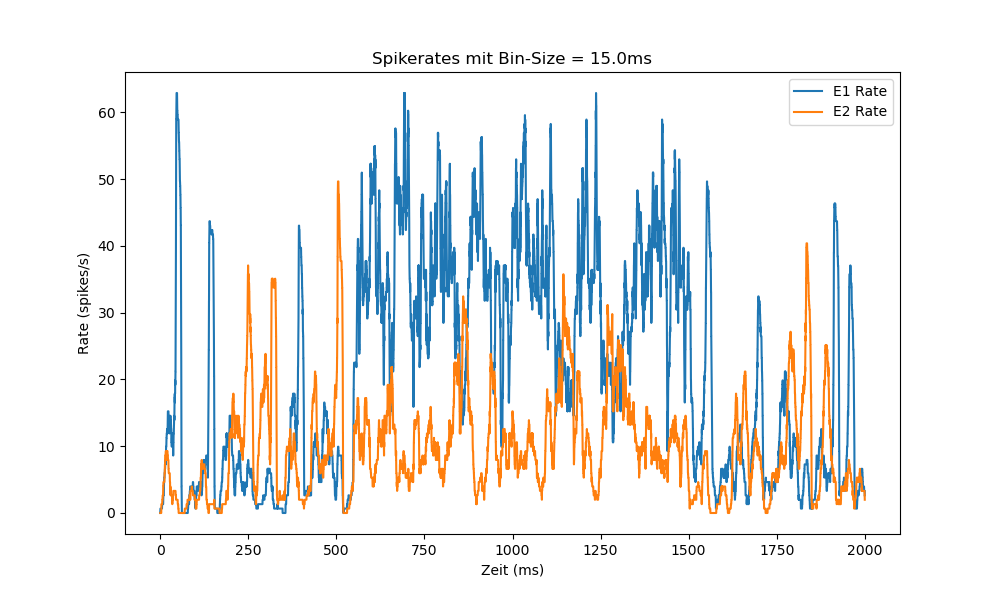 Spikerates mit Bin-Size = 15.0ms
E1 Rate
E2 Rate
60
50
40
30
20
10
0
Rate (spikes/s)
0 250 500 750 1000 1250 1500 1750 2000
Zeit (ms)